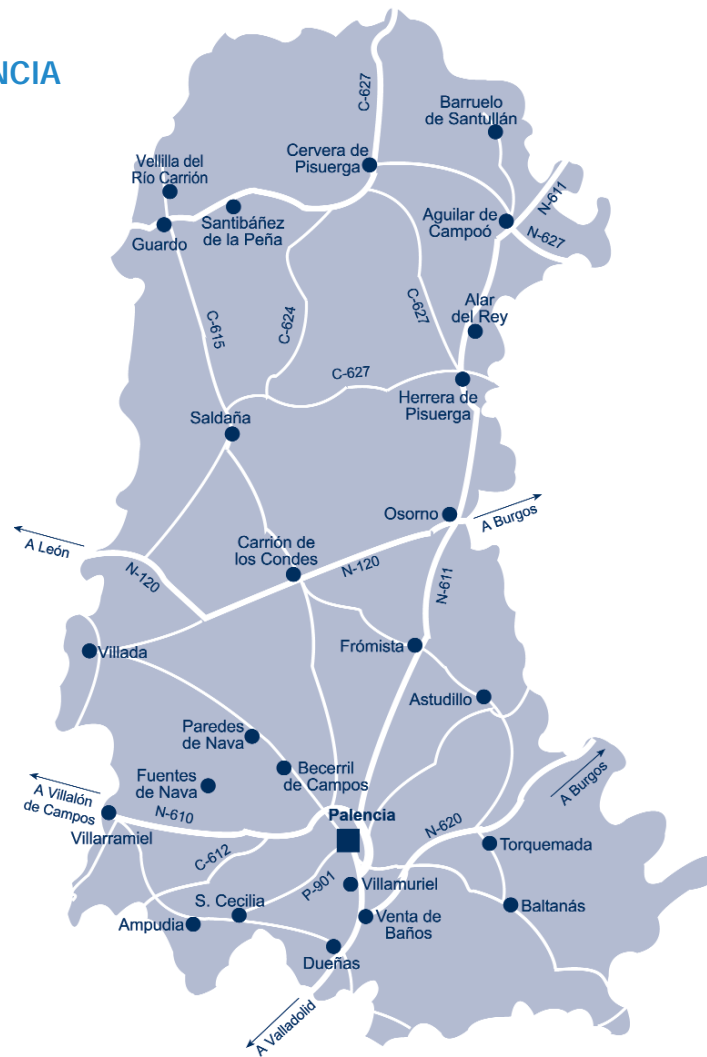 NCIA
C-627
Barruelo
de Santullán
Cervera de
Pisuerga
Vellilla del
Río Carrión
N-611
Santibáñez
de la Peña
Aguilar de
Campoó
N-627
Guardo
Alar
del Rey
C-615
C-624
C-627
C-627
Herrera de
Pisuerga
Saldaña
Osorno
A Burgos
A León
Carrión de
los Condes
N-120
N-120
N-611
Villada
Frómista
Astudillo
Paredes
de Nava
Becerril
de Campos
Fuentes
de Nava
A Villalón
de Campos
A Burgos
N-610
Palencia
N-620
Villarramiel
Torquemada
C-612
P-901
Villamuriel
S. Cecilia
Baltanás
Ampudia
Venta de
Baños
Dueñas
A Valladolid